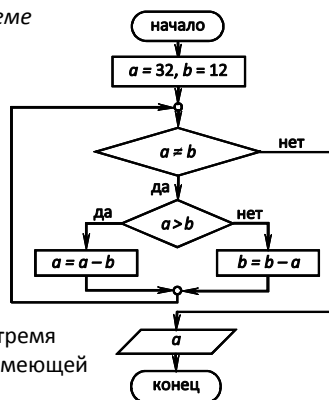 еме
начало
a = 32, b = 12
a ≠ b
нет
да
да
a > b
нет
a = a – b
b = b – a
тремя
a
меющей
конец